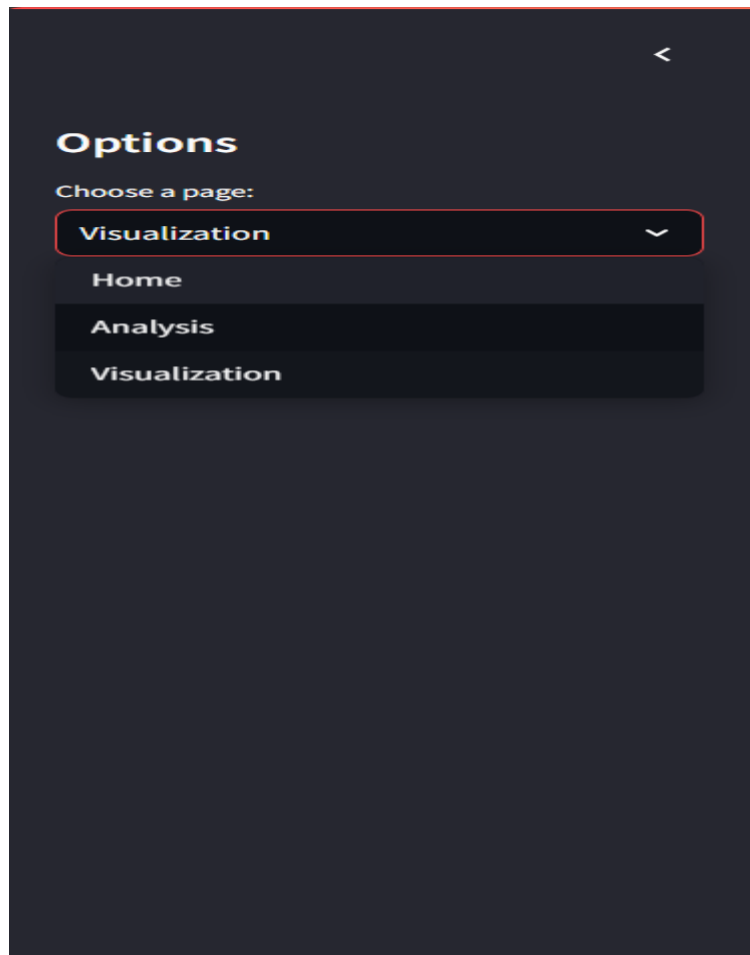 Options
Choose a page:
Visualization
Home
Analysis
Visualization